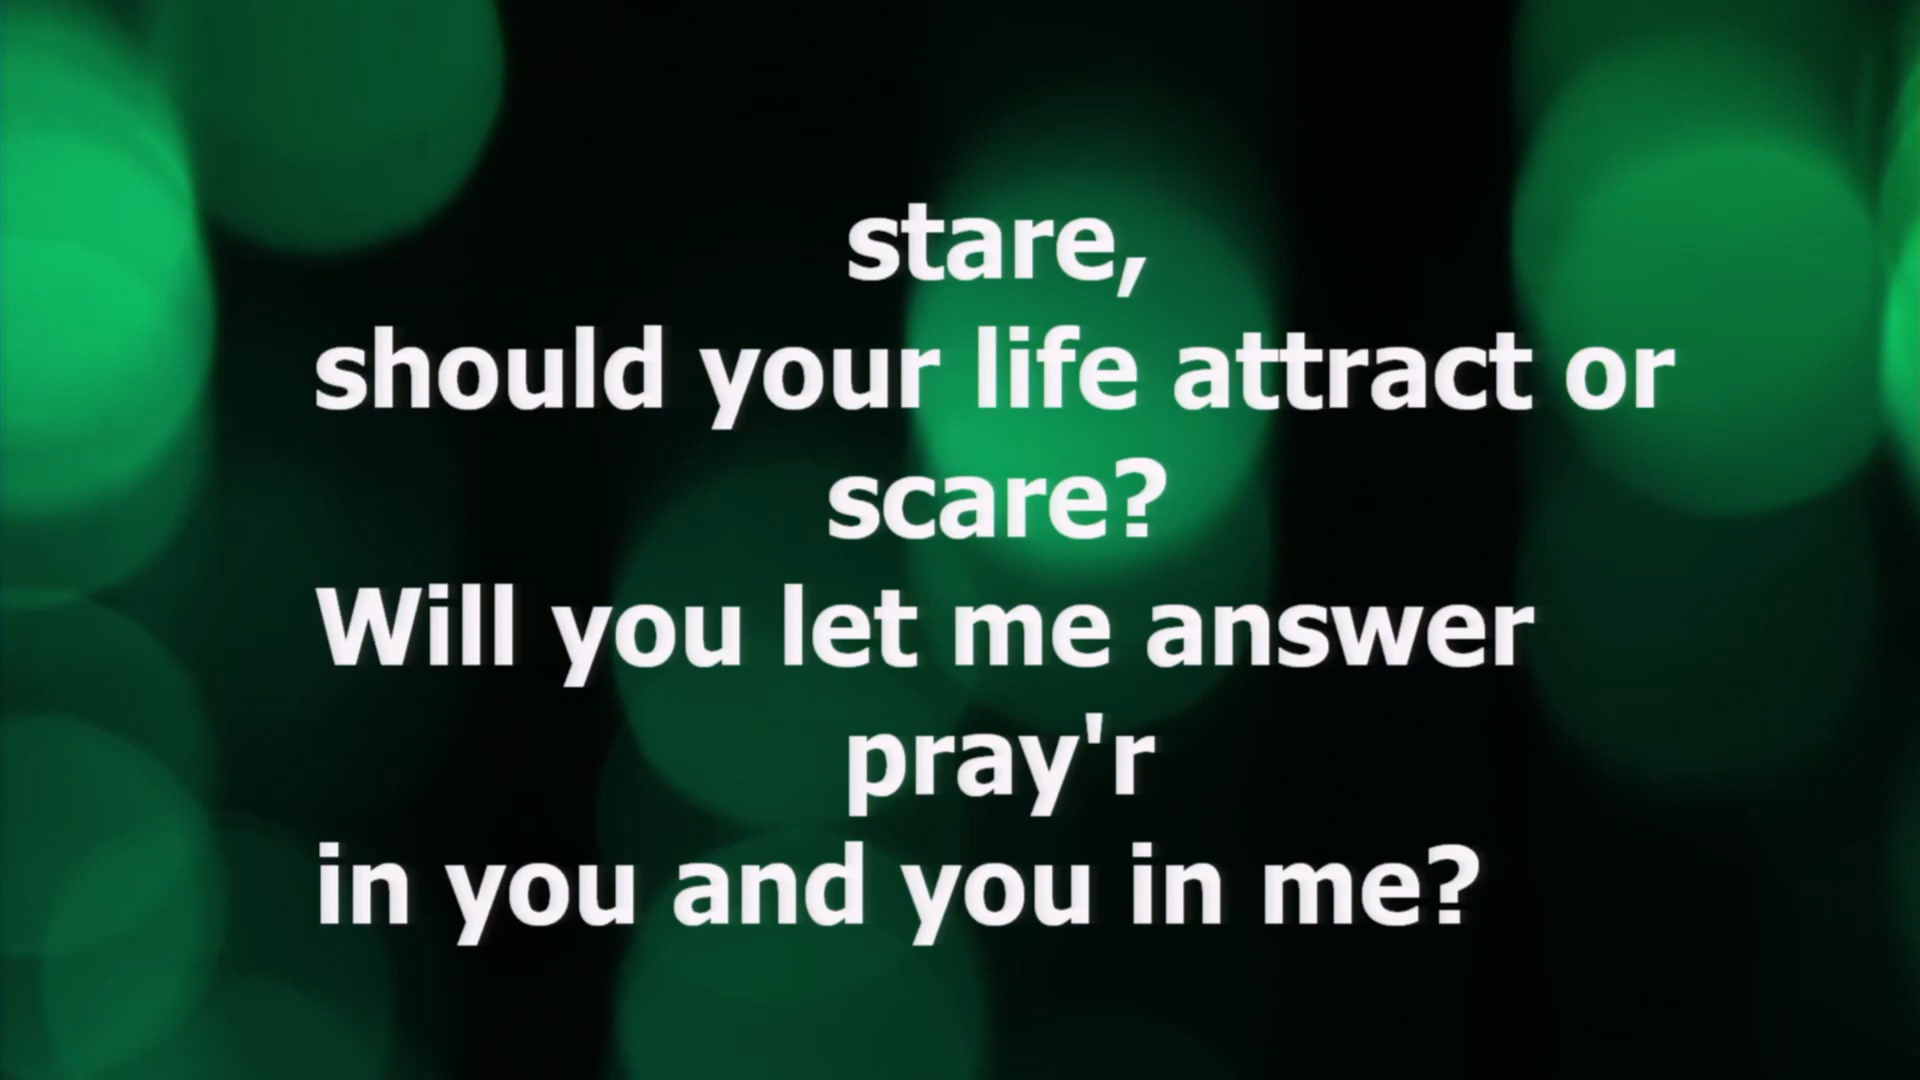 stare,
should your life attract or
scare?
Will you let me answer
pray'r
in you and you in me?